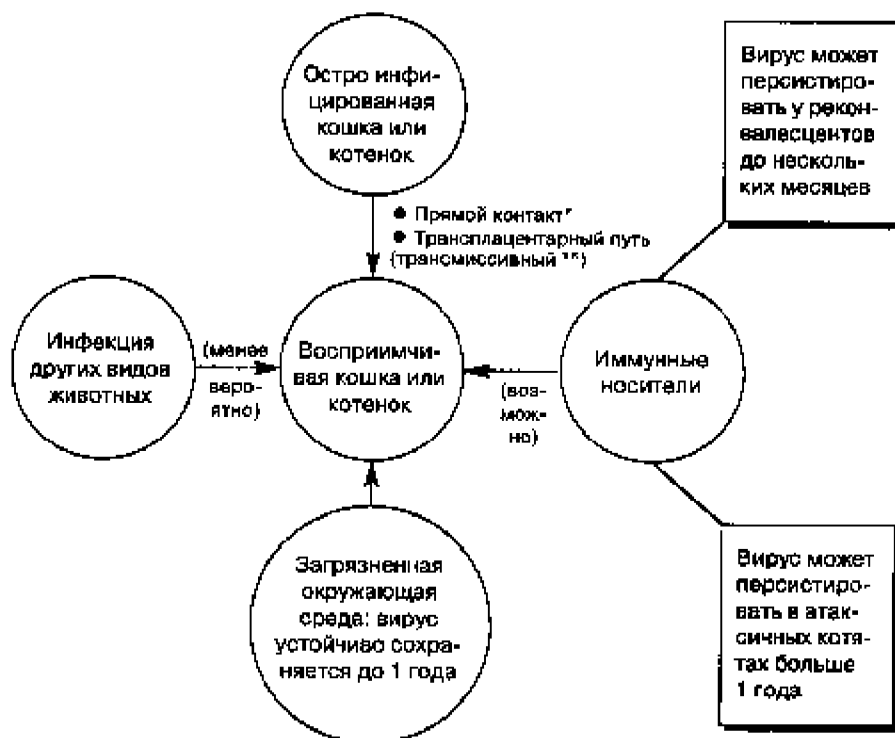 Остро инфи-
цированная
кошка или
котенок
Вирус может
персистиро-
вать у рекон-
валесцентов
до несколь-
ких месяцев
● Прямой контакт*
● Трансплацентарный путь
(трансмиссивный **)
Инфекция
других видов
животных
(менее
веро-
ятно)
Восприимчи-
вая кошка или
котенок
(воз-
мож-
но)
Иммунные
носители
Загрязненная
окружающая
среда: вирус
устойчиво сохра-
няется до 1 года
Вирус может
персистиро-
вать в атак-
сичных котя-
тах больше
1 года